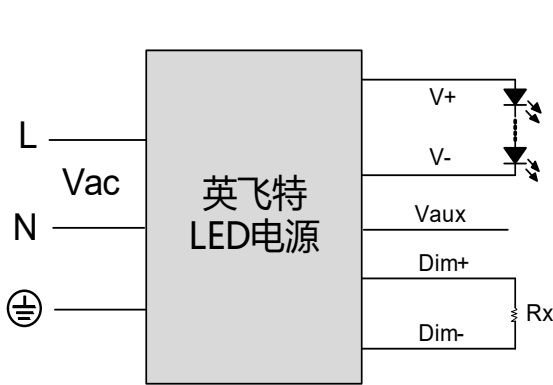 L
Vac
N
英飞特
LED电源
V+
V-
Vaux
Dim+
Rx
Dim-